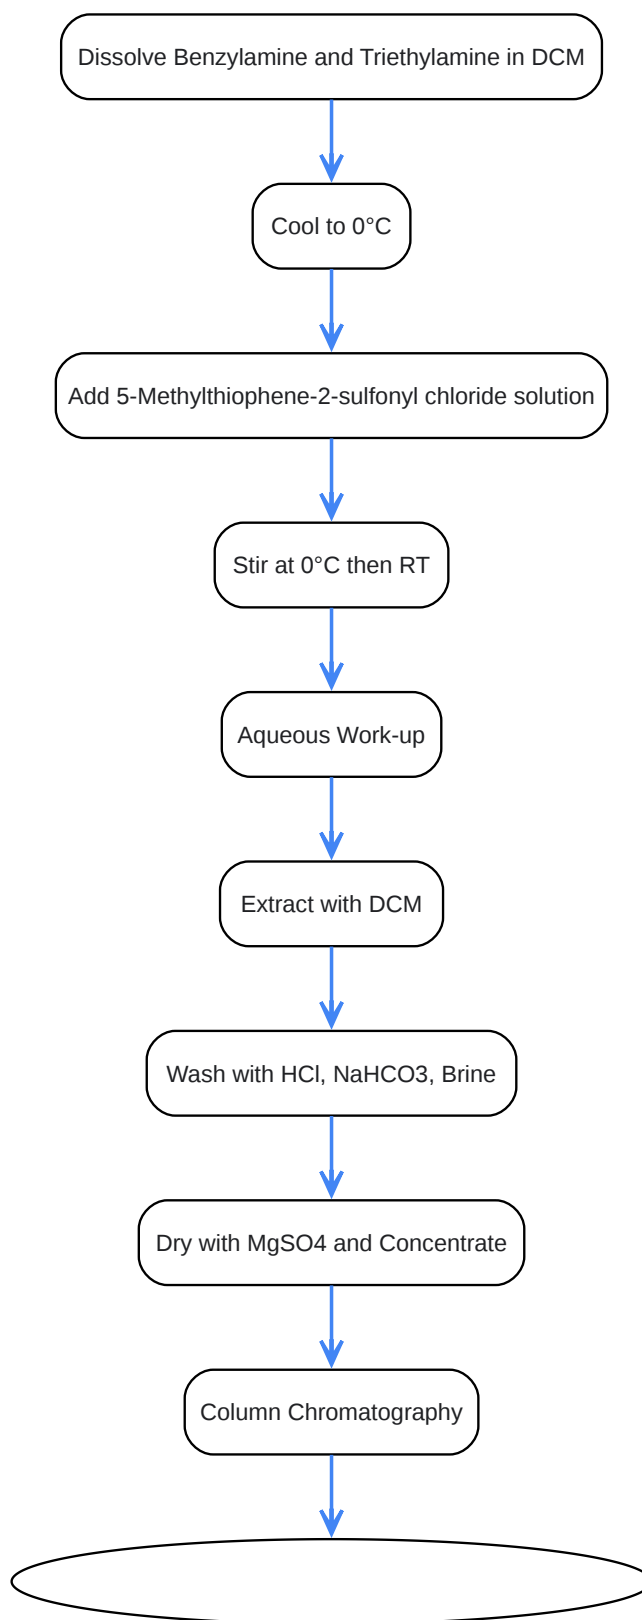 Dissolve Benzylamine and Triethylamine in DCM
Cool to 0°C
Add 5-Methylthiophene-2-sulfonyl chloride solution
Stir at 0°C then RT
Aqueous Work-up
Extract with DCM
Wash with HCl, NaHCO3, Brine
Dry with MgSO4 and Concentrate
Column Chromatography